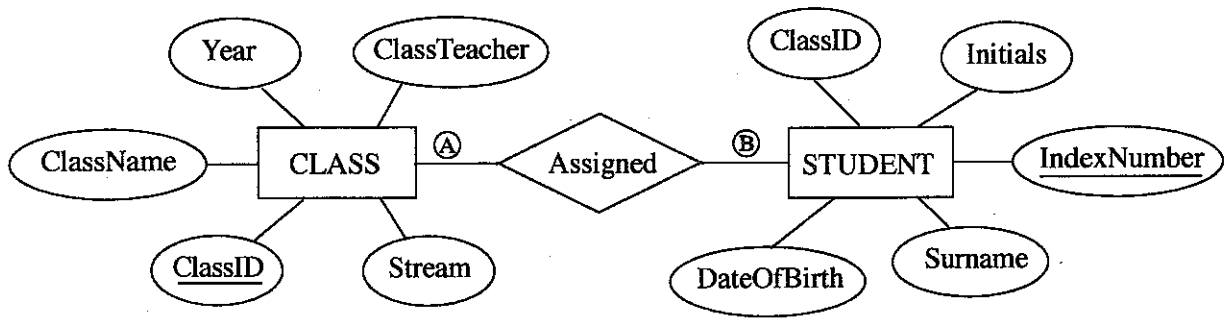 Year
ClassTeacher
ClassID
Initials
ClassName
CLASS
A
Assigned
B
STUDENT
IndexNumber
ClassID
Stream
DateOfBirth
Surname